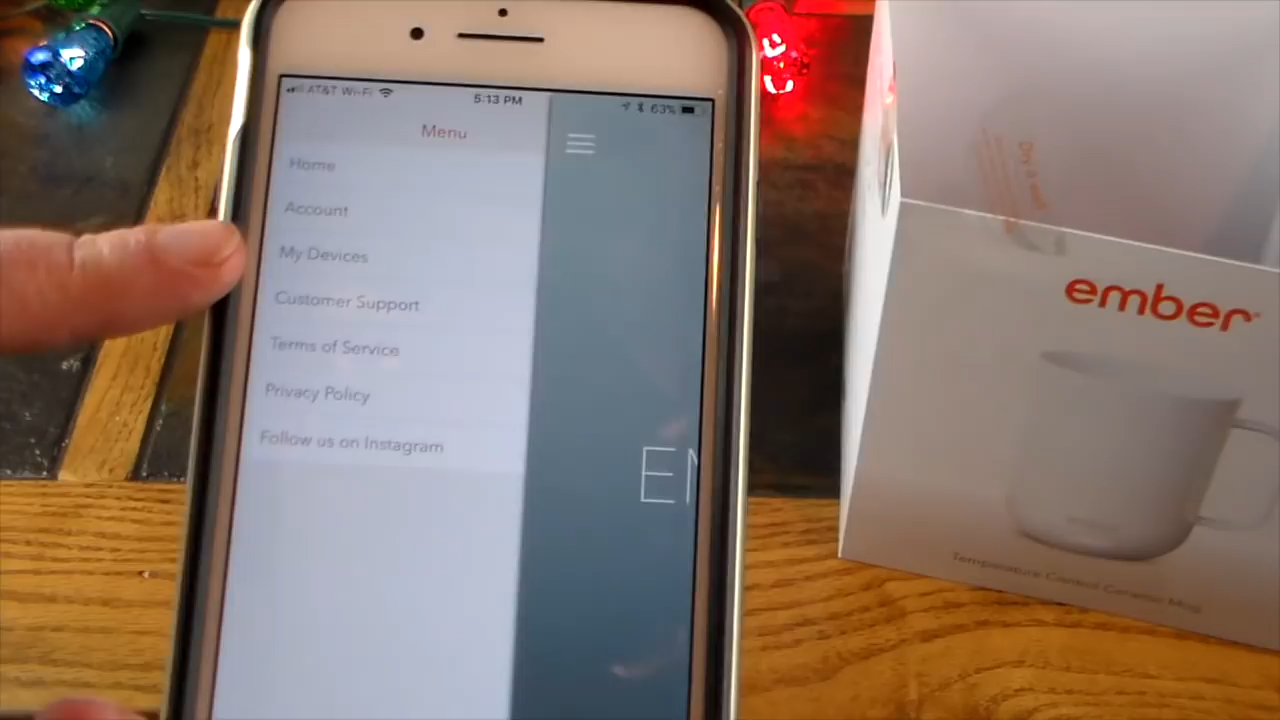 AT&T Wi-Fi
5:13 PM
63%
Menu
Home
Account
My Devices
Customer Support
Terms of Service
Privacy Policy
Follow us on Instagram
EM
ember
Temperature Control Ceramic Mug